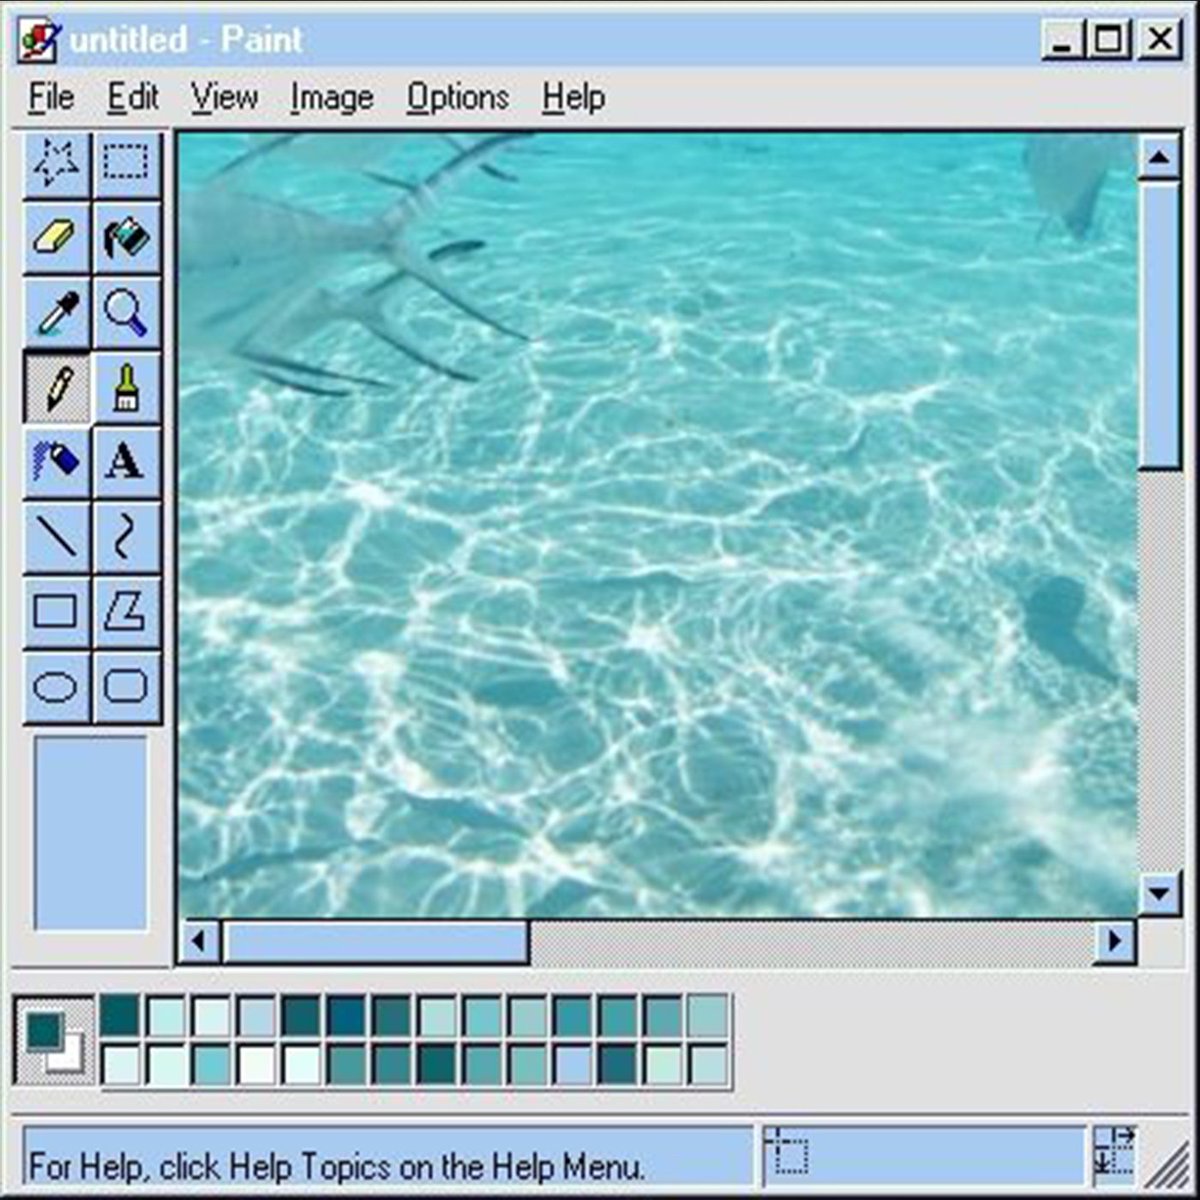 untitled - Paint
File Edit View Image Options Help
A
For Help, click Help Topics on the Help Menu.